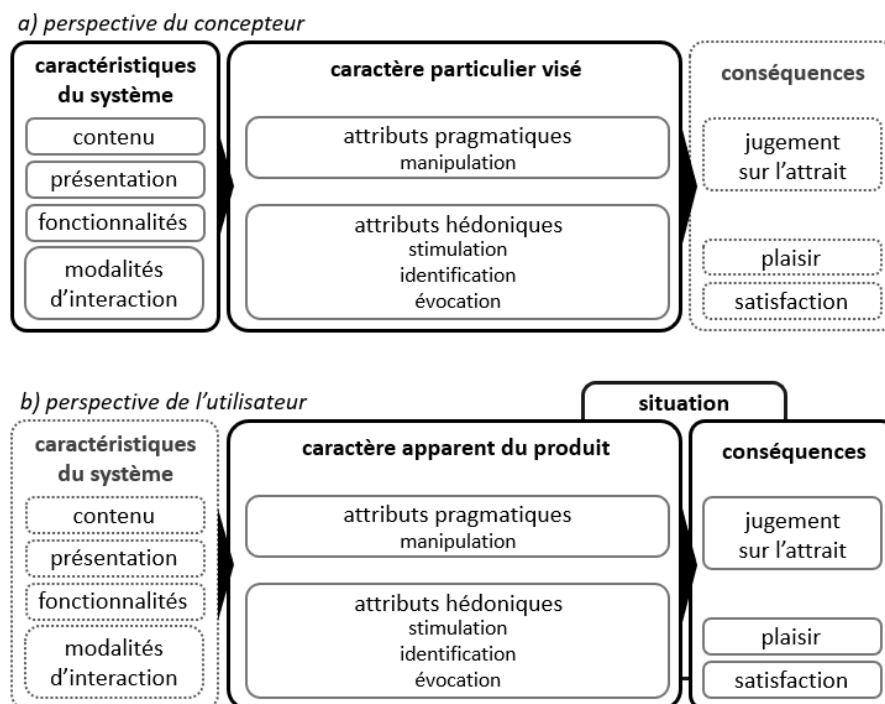 a) perspective du concepteur
caractéristiques
du système
contenu
présentation
fonctionnalités
modalités
d’interaction
caractère particulier visé
attributs pragmatiques
manipulation
attributs hédoniques
stimulation
identification
évocation
conséquences
jugement
sur l’attrait
plaisir
satisfaction
b) perspective de l’utilisateur
situation
caractéristiques
du système
contenu
présentation
fonctionnalités
modalités
d’interaction
caractère apparent du produit
attributs pragmatiques
manipulation
attributs hédoniques
stimulation
identification
évocation
conséquences
jugement
sur l’attrait
plaisir
satisfaction